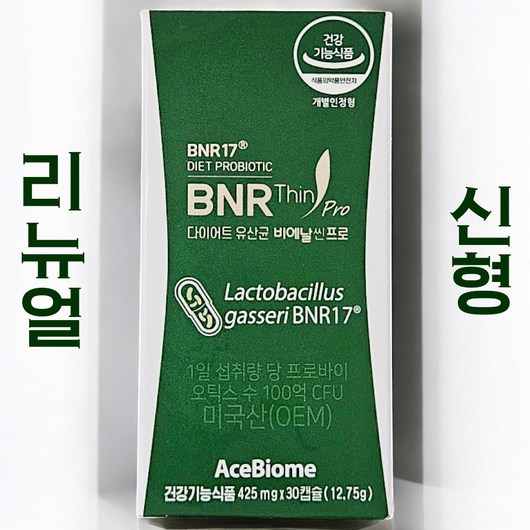 리뉴얼
신형
건강
기능식품
식품의약품안전처
개별인정형
BNR17®
DIET PROBIOTIC
BNR Thin Pro
다이어트 유산균 비에날씬 프로
Lactobacillus
gasseri BNR17®
1일 섭취량 당 프로바이
오틱스 수 100억 CFU
미국산(OEM)
AceBiome
건강기능식품 425 mg x 30캡슐(12.75g)